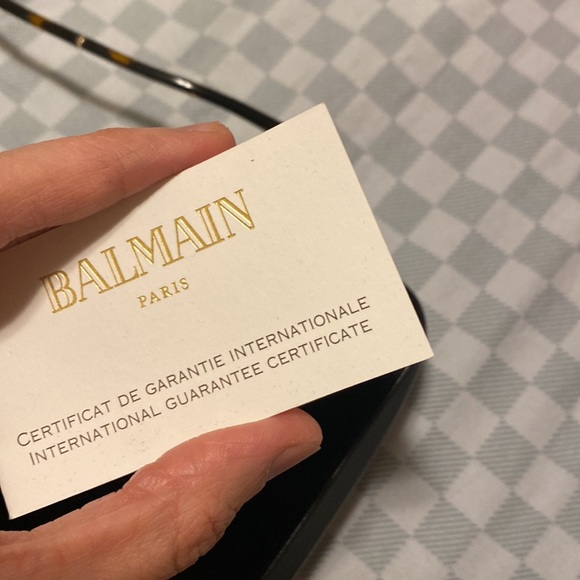 BALMAIN
PARIS
CERTIFICAT DE GARANTIE INTERNATIONALE
INTERNATIONAL GUARANTEE CERTIFICATE